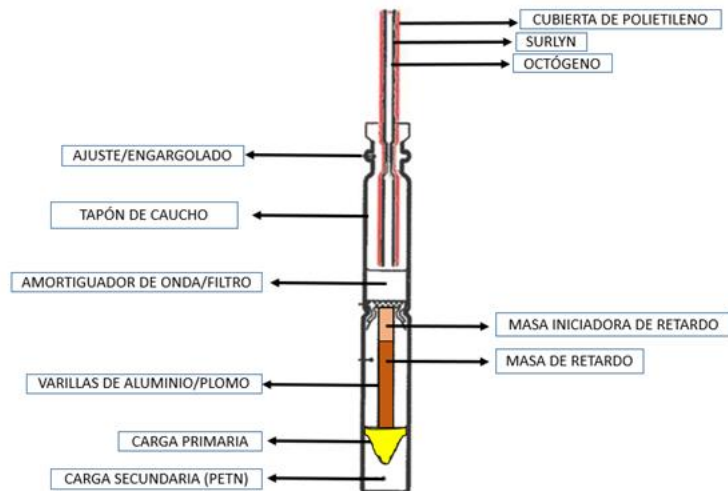 CUBIERTA DE POLIETILENO
SURLYN
OCTÓGENO
AJUSTE/ENGARGOLADO
TAPÓN DE CAUCHO
AMORTIGUADOR DE ONDA/FILTRO
MASA INICIADORA DE RETARDO
MASA DE RETARDO
VARILLAS DE ALUMINIO/PLOMO
CARGA PRIMARIA
CARGA SECUNDARIA (PETN)